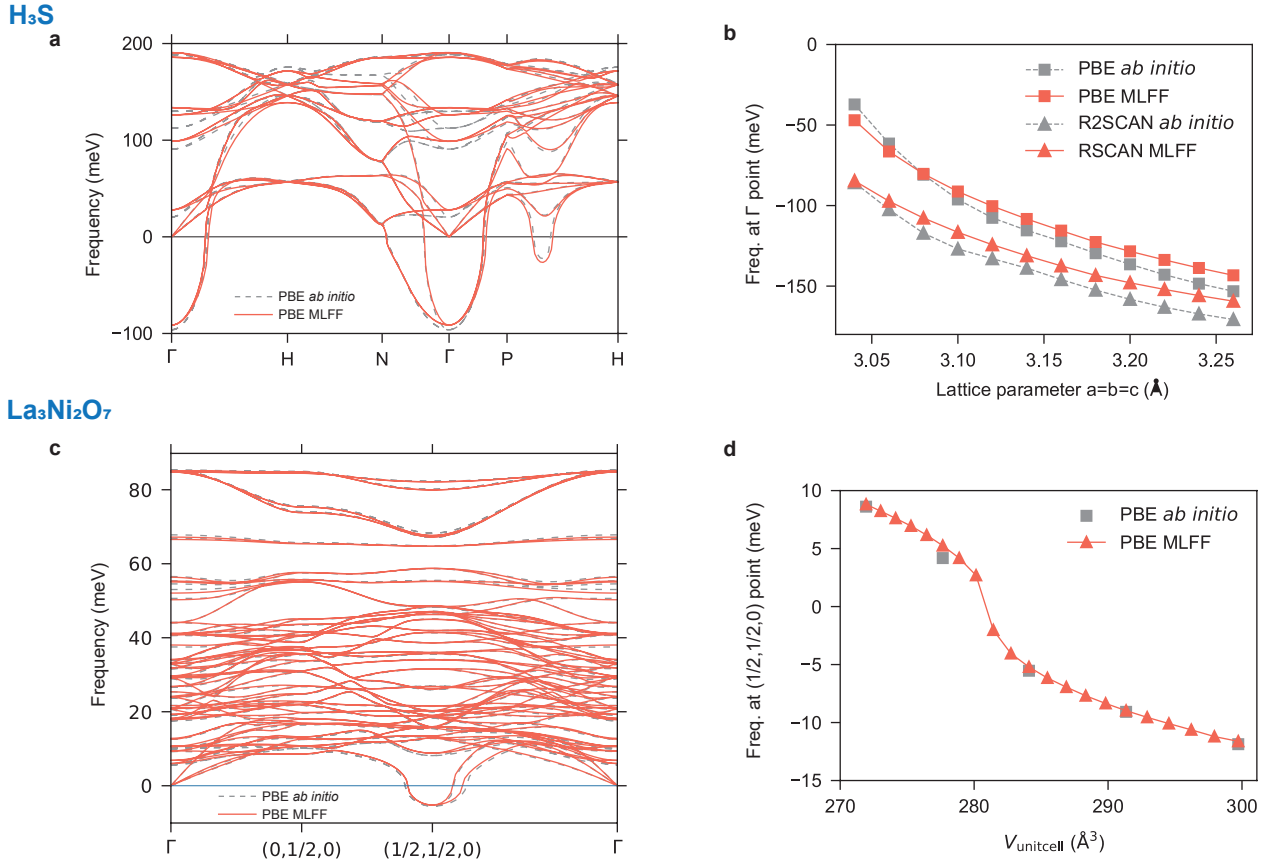 H₃S
a
200
100
0
−100
Frequency (meV)
PBE ab initio
PBE MLFF
Γ H N Γ P H
b
0
−50
−100
−150
Freq. at Γ point (meV)
PBE ab initio
PBE MLFF
R2SCAN ab initio
RSCAN MLFF
3.05 3.10 3.15 3.20 3.25
Lattice parameter a=b=c (Å)
La₃Ni₂O₇
c
80
60
40
20
0
Frequency (meV)
PBE ab initio
PBE MLFF
Γ (0,1/2,0) (1/2,1/2,0) Γ
d
10
5
0
−5
−10
−15
Freq. at (1/2,1/2,0) point (meV)
PBE ab initio
PBE MLFF
270 280 290 300
V_unitcell (Å³)